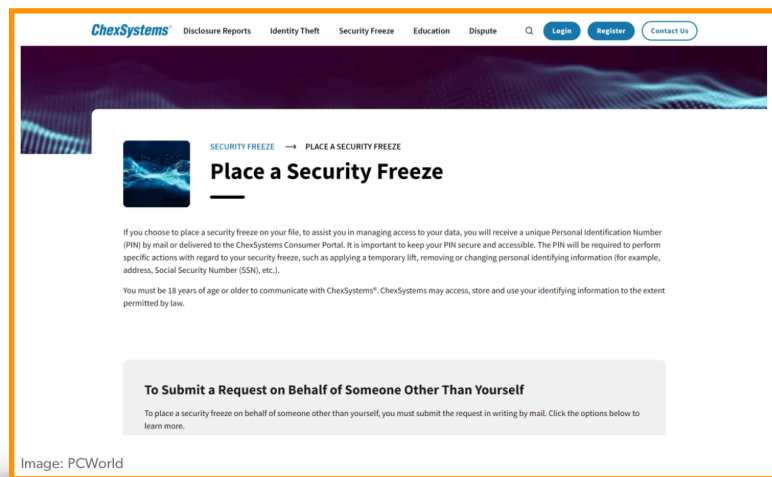 ChexSystems® Disclosure Reports Identity Theft Security Freeze Education Dispute Login Register Contact Us
SECURITY FREEZE → PLACE A SECURITY FREEZE
Place a Security Freeze
If you choose to place a security freeze on your file, to assist you in managing access to your data, you will receive a unique Personal Identification Number
(PIN) by mail or delivered to the ChexSystems Consumer Portal. It is important to keep your PIN secure and accessible. The PIN will be required to perform
specific actions with regard to your security freeze, such as applying a temporary lift, removing or changing personal identifying information (for example,
address, Social Security Number (SSN), etc.).
You must be 18 years of age or older to communicate with ChexSystems®. ChexSystems may access, store and use your identifying information to the extent
permitted by law.
To Submit a Request on Behalf of Someone Other Than Yourself
To place a security freeze on behalf of someone other than yourself, you must submit the request in writing by mail. Click the options below to
learn more.
Image: PCWorld